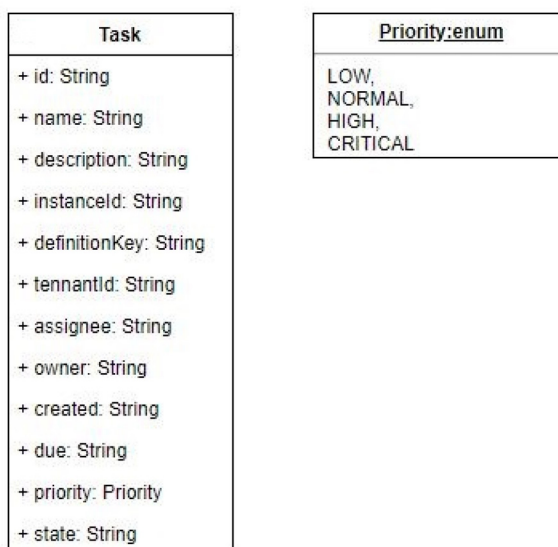 Task
+ id: String
+ name: String
+ description: String
+ instanceId: String
+ definitionKey: String
+ tennantId: String
+ assignee: String
+ owner: String
+ created: String
+ due: String
+ priority: Priority
+ state: String
Priority:enum
LOW,
NORMAL,
HIGH,
CRITICAL